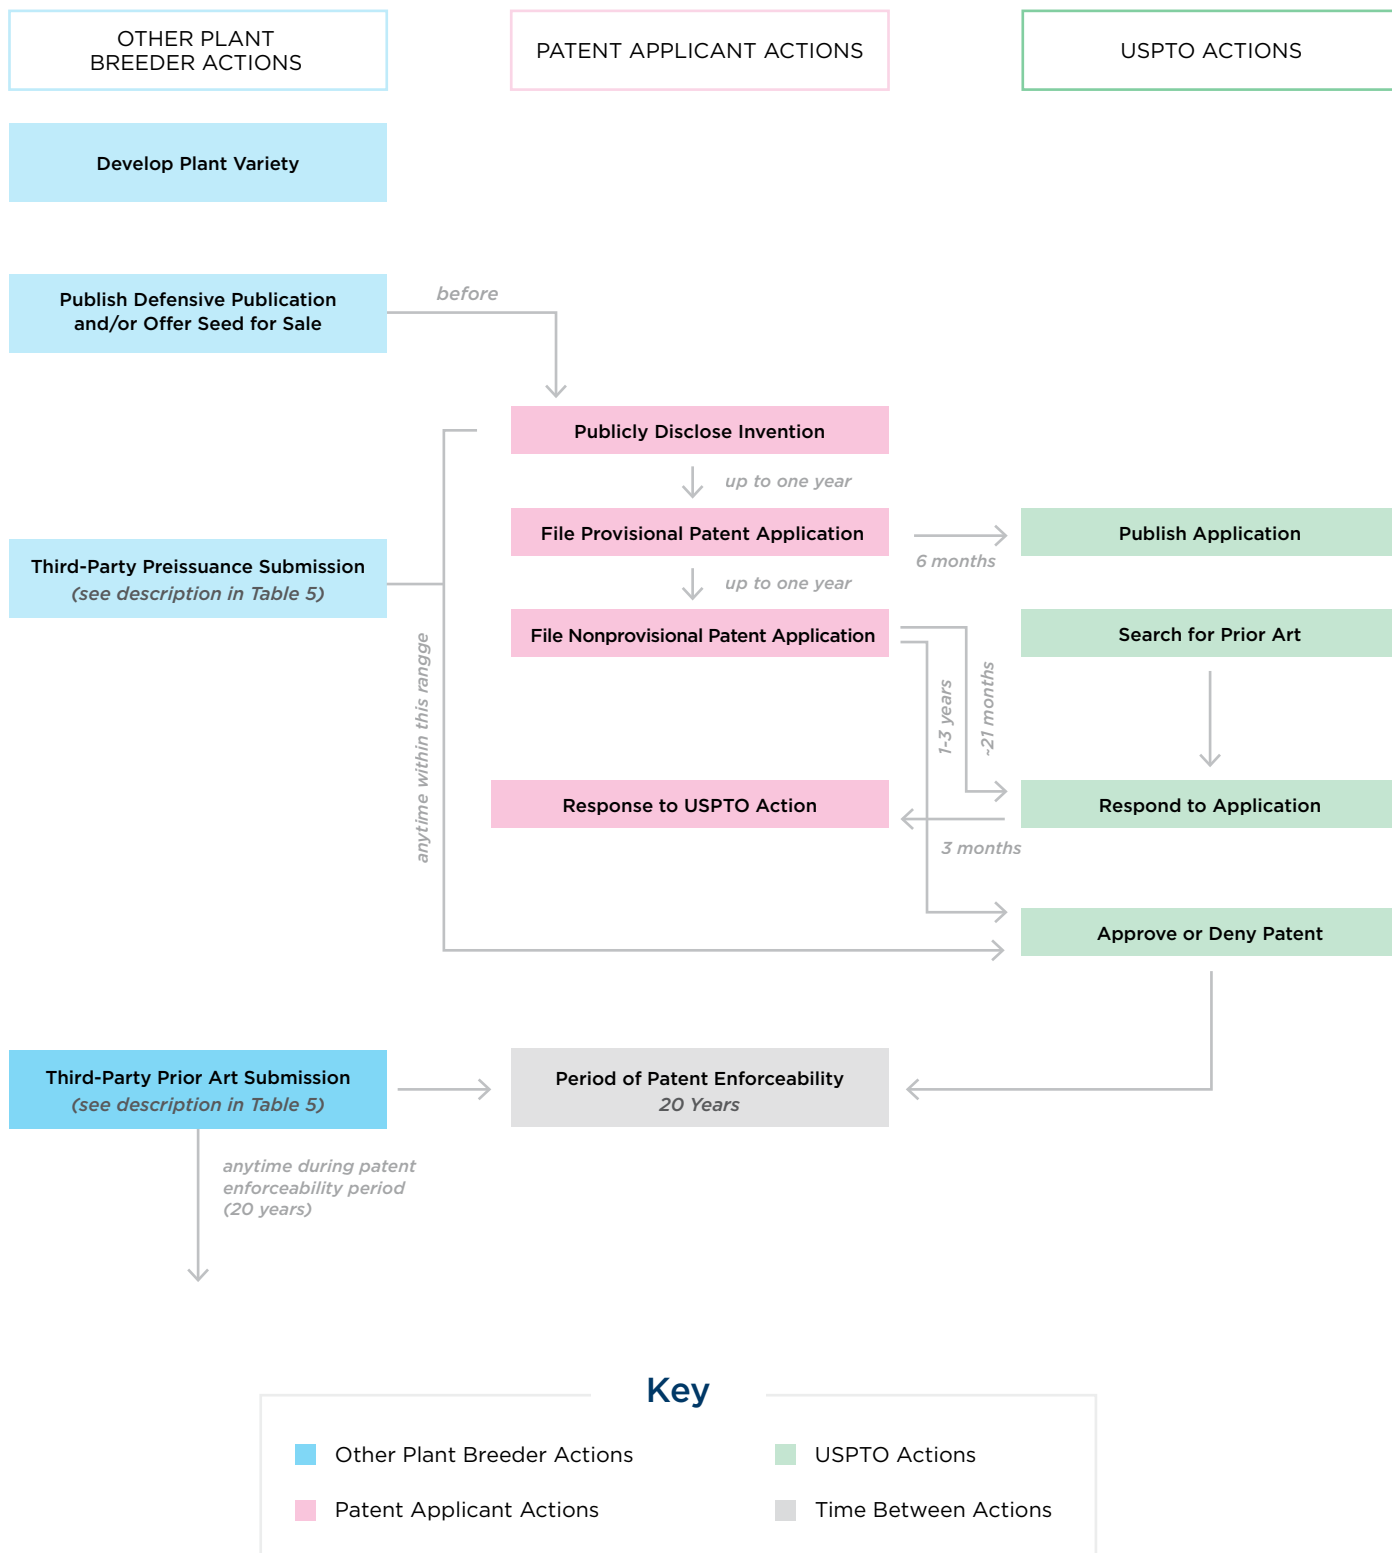 OTHER PLANT
BREEDER ACTIONS
PATENT APPLICANT ACTIONS
USPTO ACTIONS
Develop Plant Variety
Publish Defensive Publication
and/or Offer Seed for Sale
before
Publicly Disclose Invention
up to one year
File Provisional Patent Application
6 months
Publish Application
Third-Party Preissuance Submission
(see description in Table 5)
up to one year
File Nonprovisional Patent Application
Search for Prior Art
anytime within this rangge
1-3 years
~21 months
Response to USPTO Action
Respond to Application
3 months
Approve or Deny Patent
Third-Party Prior Art Submission
(see description in Table 5)
Period of Patent Enforceability
20 Years
anytime during patent
enforceability period
(20 years)
Key
Other Plant Breeder Actions
USPTO Actions
Patent Applicant Actions
Time Between Actions